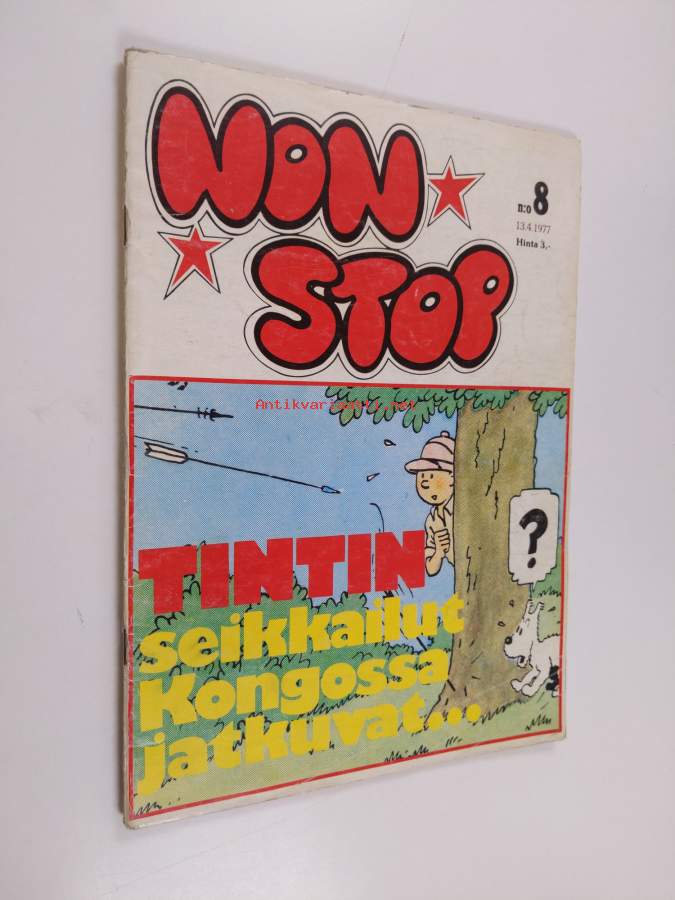 NON
STOP
n:o 8
13.4.1977
Hinta 3,-
Antikvariaatti.net
?
TINTIN
seikkailut
Kongossa
jatkuvat...